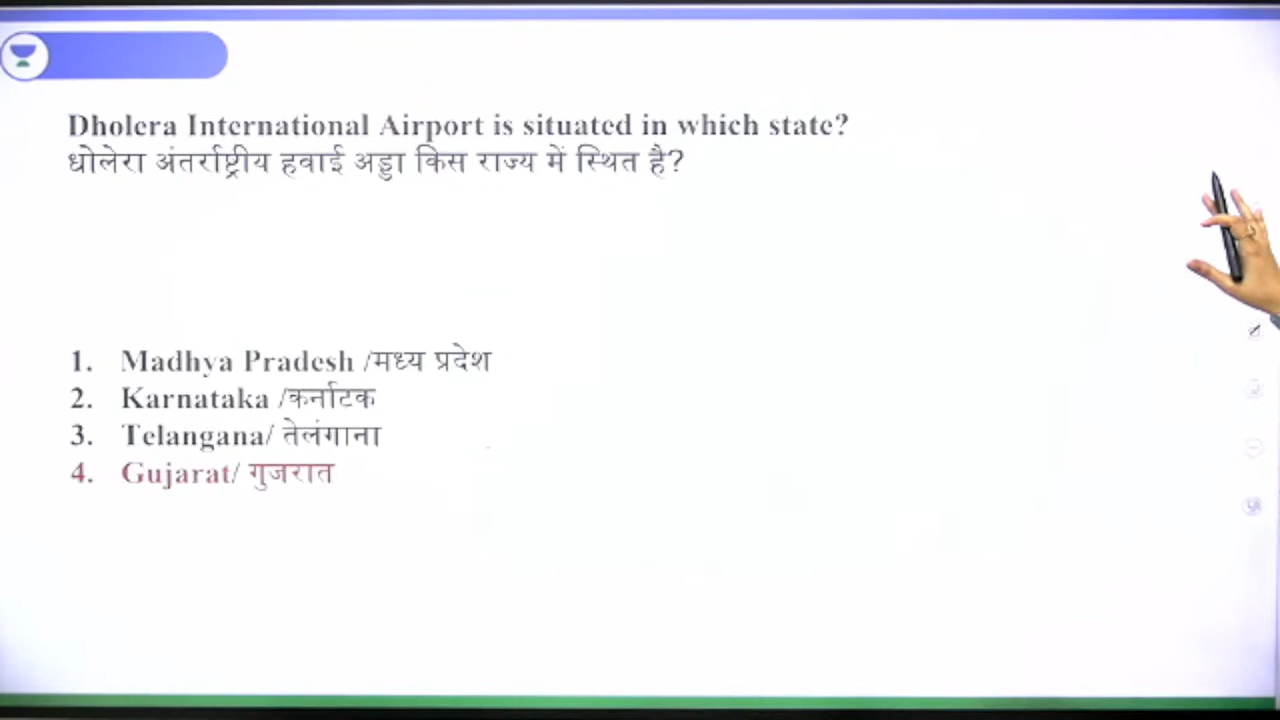 Dholera International Airport is situated in which state?
धोलेरा अंतर्राष्ट्रीय हवाई अड्डा किस राज्य में स्थित है?
1. Madhya Pradesh /मध्य प्रदेश
2. Karnataka /कर्नाटक
3. Telangana/ तेलंगाना
4. Gujarat/ गुजरात